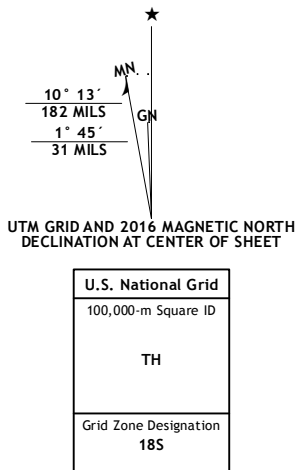 ★
MN
GN
10° 13´
182 MILS
1° 45´
31 MILS
UTM GRID AND 2016 MAGNETIC NORTH
DECLINATION AT CENTER OF SHEET
U.S. National Grid
100,000-m Square ID
TH
Grid Zone Designation
18S